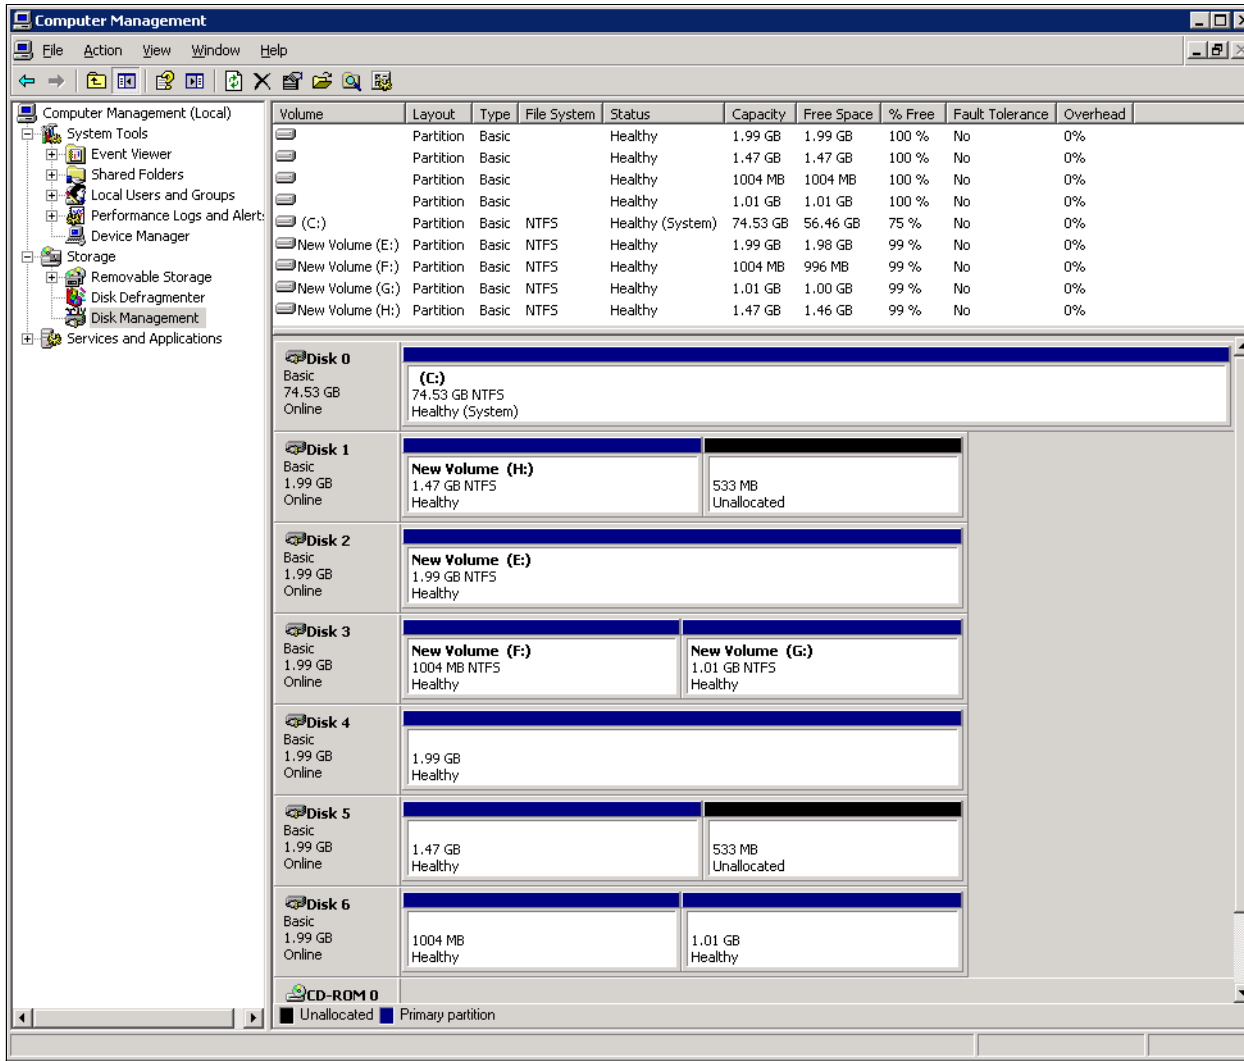 Computer Management
File Action View Window Help
Computer Management (Local)
System Tools
Event Viewer
Shared Folders
Local Users and Groups
Performance Logs and Alert:
Device Manager
Storage
Removable Storage
Disk Defragmenter
Disk Management
Services and Applications
Volume Layout Type File System Status Capacity Free Space % Free Fault Tolerance Overhead
Partition Basic Healthy 1.99 GB 1.99 GB 100 % No 0%
Partition Basic Healthy 1.47 GB 1.47 GB 100 % No 0%
Partition Basic Healthy 1004 MB 1004 MB 100 % No 0%
Partition Basic Healthy 1.01 GB 1.01 GB 100 % No 0%
(C:) Partition Basic NTFS Healthy (System) 74.53 GB 56.46 GB 75 % No 0%
New Volume (E:) Partition Basic NTFS Healthy 1.99 GB 1.98 GB 99 % No 0%
New Volume (F:) Partition Basic NTFS Healthy 1004 MB 996 MB 99 % No 0%
New Volume (G:) Partition Basic NTFS Healthy 1.01 GB 1.00 GB 99 % No 0%
New Volume (H:) Partition Basic NTFS Healthy 1.47 GB 1.46 GB 99 % No 0%
Disk 0
Basic
74.53 GB
Online
(C:)
74.53 GB NTFS
Healthy (System)
Disk 1
Basic
1.99 GB
Online
New Volume (H:)
1.47 GB NTFS
Healthy
533 MB
Unallocated
Disk 2
Basic
1.99 GB
Online
New Volume (E:)
1.99 GB NTFS
Healthy
Disk 3
Basic
1.99 GB
Online
New Volume (F:)
1004 MB NTFS
Healthy
New Volume (G:)
1.01 GB NTFS
Healthy
Disk 4
Basic
1.99 GB
Online
1.99 GB
Healthy
Disk 5
Basic
1.99 GB
Online
1.47 GB
Healthy
533 MB
Unallocated
Disk 6
Basic
1.99 GB
Online
1004 MB
Healthy
1.01 GB
Healthy
CD-ROM 0
Unallocated Primary partition